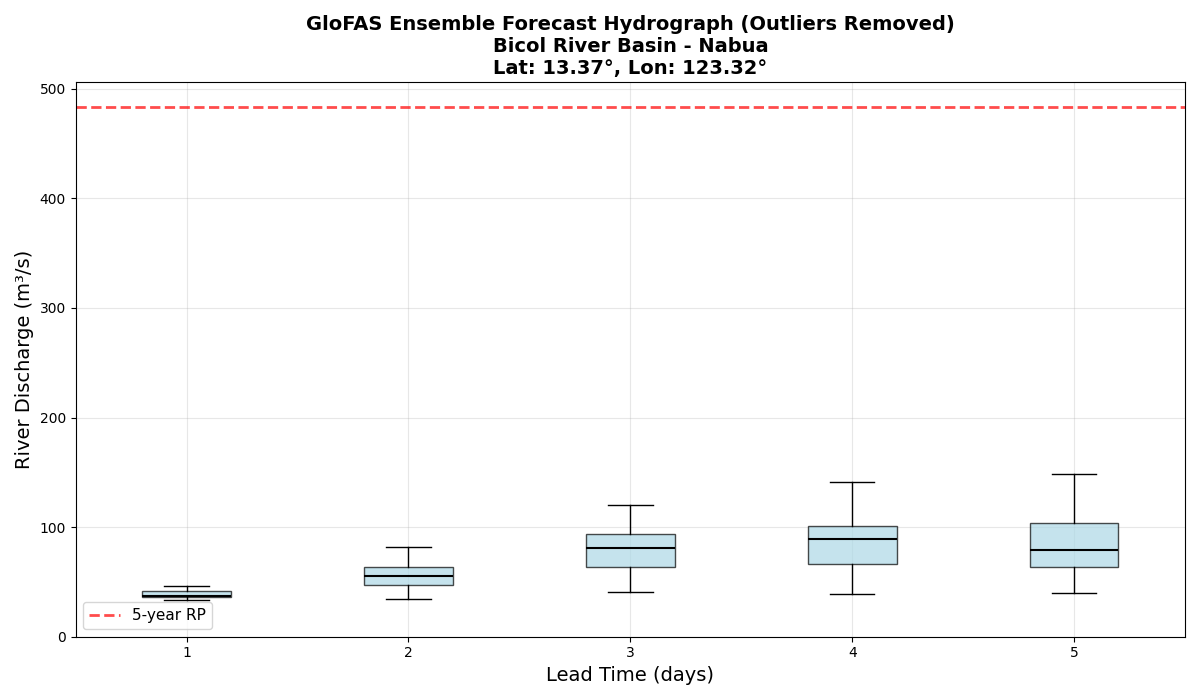 GloFAS Ensemble Forecast Hydrograph (Outliers Removed)
Bicol River Basin - Nabua
Lat: 13.37°, Lon: 123.32°
River Discharge (m³/s)
500
400
300
200
100
0
5-year RP
1
2
3
4
5
Lead Time (days)